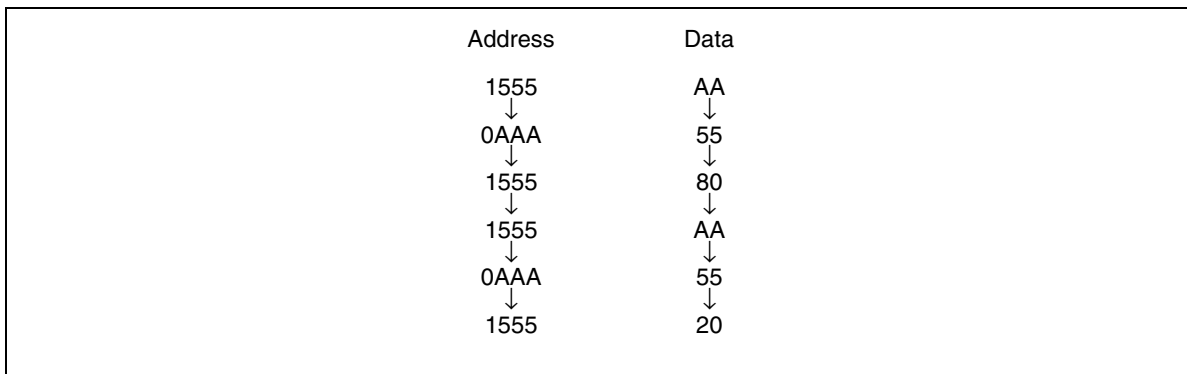 Address Data
1555 AA
↓ ↓
0AAA 55
↓ ↓
1555 80
↓ ↓
1555 AA
↓ ↓
0AAA 55
↓ ↓
1555 20